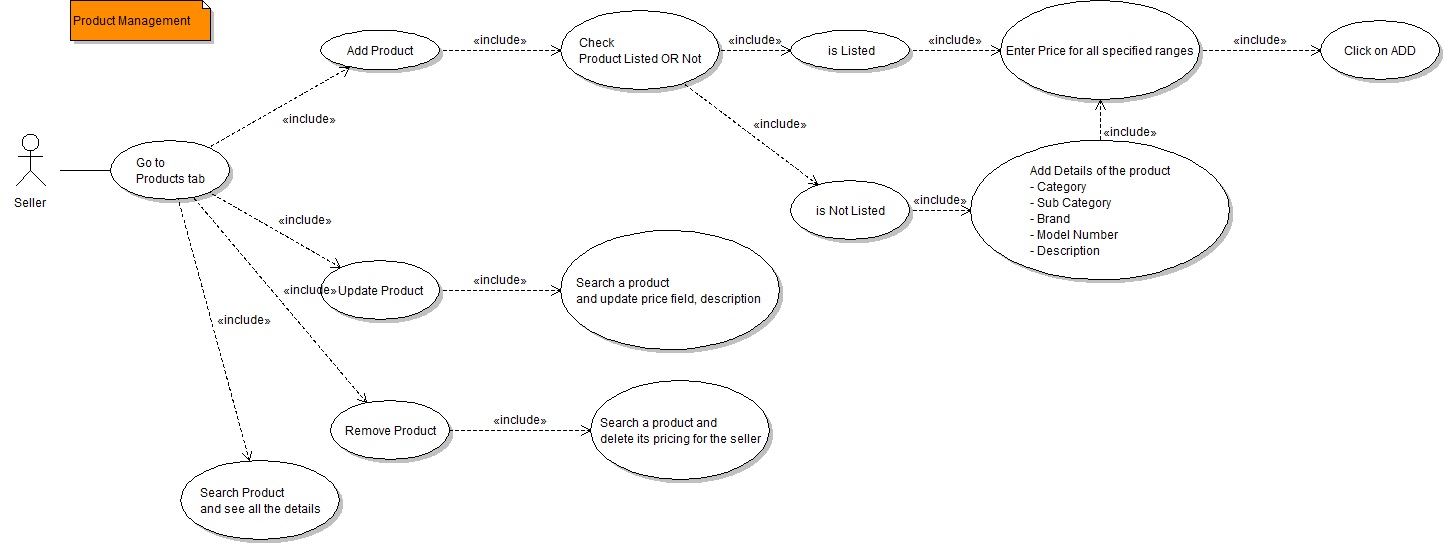 Product Management
Add Product
«include»
Check
Product Listed OR Not
«include»
is Listed
«include»
Enter Price for all specified ranges
«include»
Click on ADD
«include»
«include»
«include»
Seller
Go to
Products tab
is Not Listed
«include»
Add Details of the product
- Category
- Sub Category
- Brand
- Model Number
- Description
«include»
«include»
Update Product
«include»
Search a product
and update price field, description
«include»
Remove Product
«include»
Search a product and
delete its pricing for the seller
Search Product
and see all the details